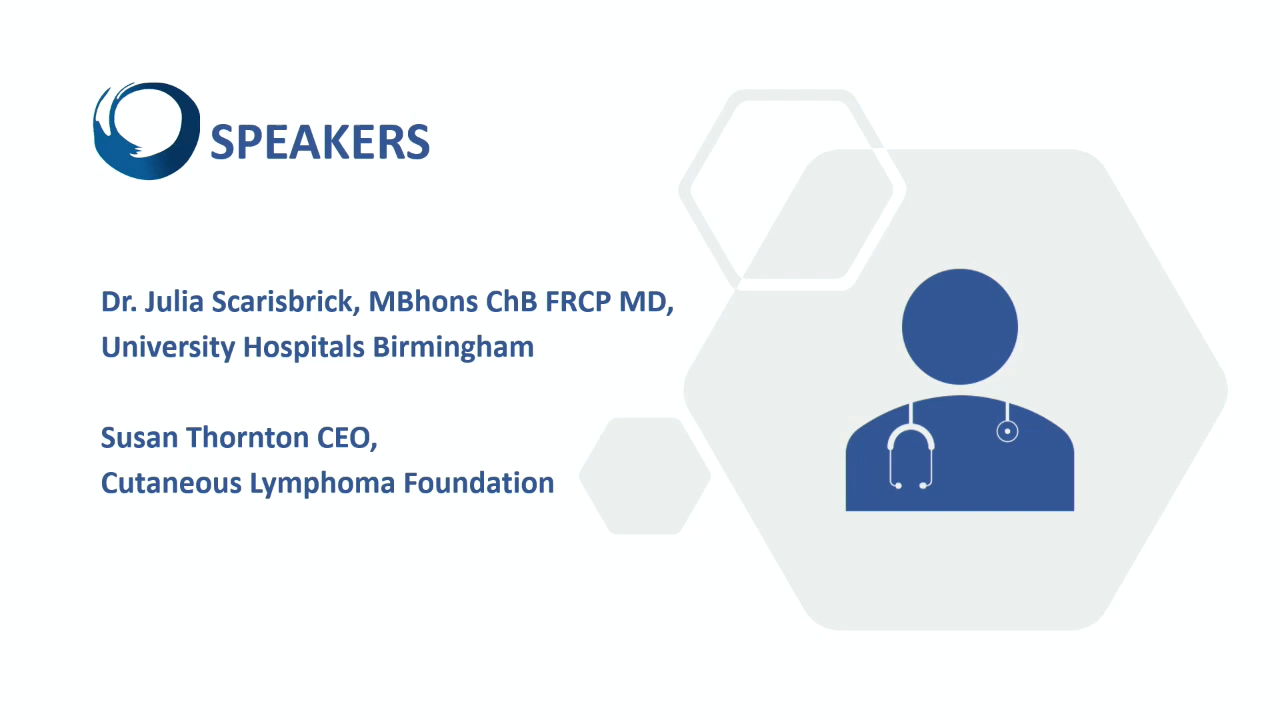 SPEAKERS
Dr. Julia Scarisbrick, MBhons ChB FRCP MD,
University Hospitals Birmingham
Susan Thornton CEO,
Cutaneous Lymphoma Foundation